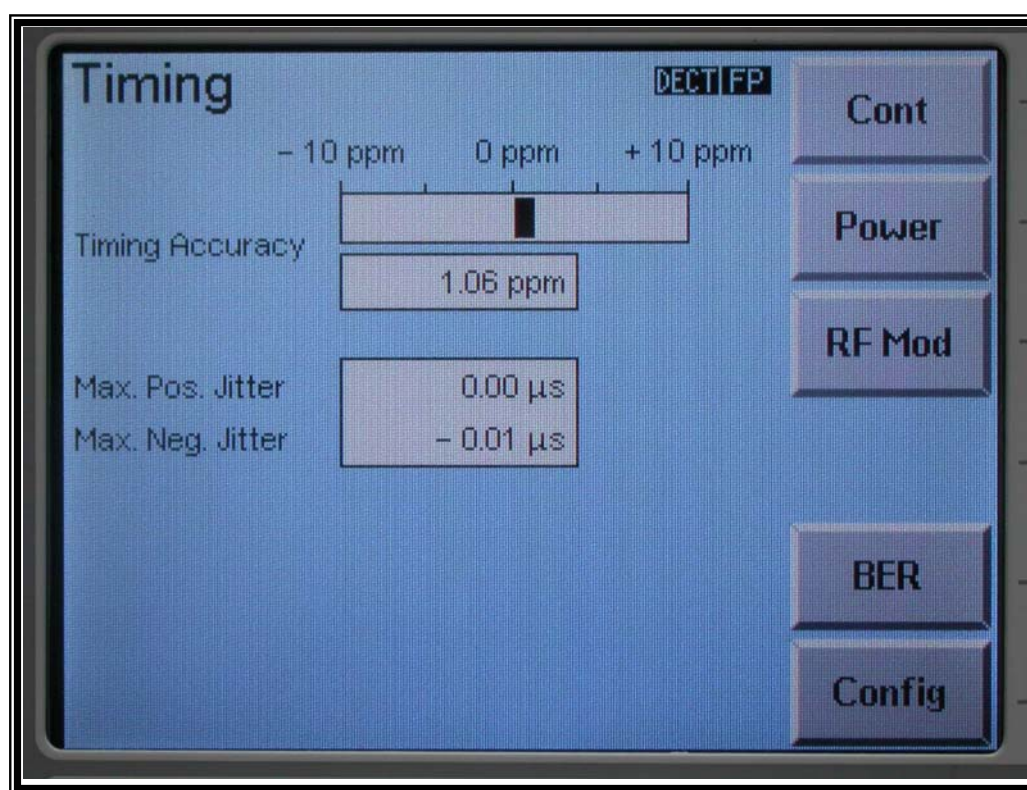 Timing
DECT FP
– 10 ppm 0 ppm + 10 ppm
Timing Accuracy
1.06 ppm
Max. Pos. Jitter 0.00 µs
Max. Neg. Jitter – 0.01 µs
Cont
Power
RF Mod
BER
Config